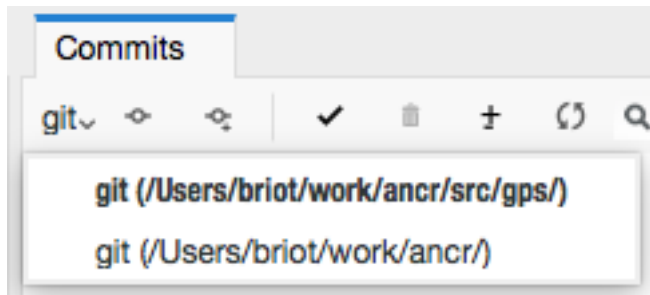 Commits
git
git (/Users/briot/work/ancr/src/gps/)
git (/Users/briot/work/ancr/)